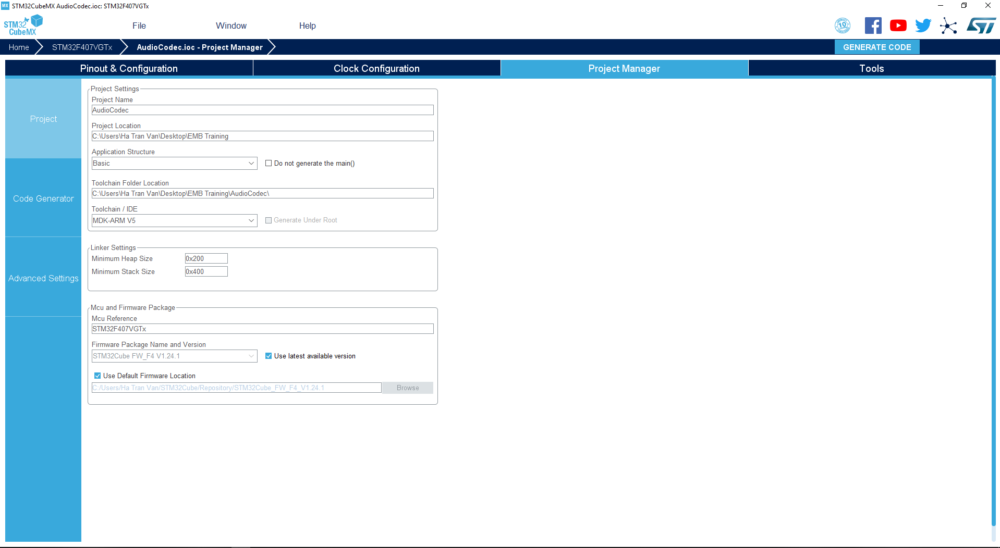 MX STM32CubeMX AudioCodec.ioc: STM32F407VGTx
STM32 CubeMX
File Window Help
10
ST
Home STM32F407VGTx AudioCodec.ioc - Project Manager GENERATE CODE
Pinout & Configuration Clock Configuration Project Manager Tools
Project
Code Generator
Advanced Settings
Project Settings
Project Name
AudioCodec
Project Location
C:\Users\Ha Tran Van\Desktop\EMB Training
Application Structure
Basic Do not generate the main()
Toolchain Folder Location
C:\Users\Ha Tran Van\Desktop\EMB Training\AudioCodec\
Toolchain / IDE
MDK-ARM V5 Generate Under Root
Linker Settings
Minimum Heap Size 0x200
Minimum Stack Size 0x400
Mcu and Firmware Package
Mcu Reference
STM32F407VGTx
Firmware Package Name and Version
STM32Cube FW_F4 V1.24.1 Use latest available version
Use Default Firmware Location
C:/Users/Ha Tran Van/STM32Cube/Repository/STM32Cube_FW_F4_V1.24.1 Browse